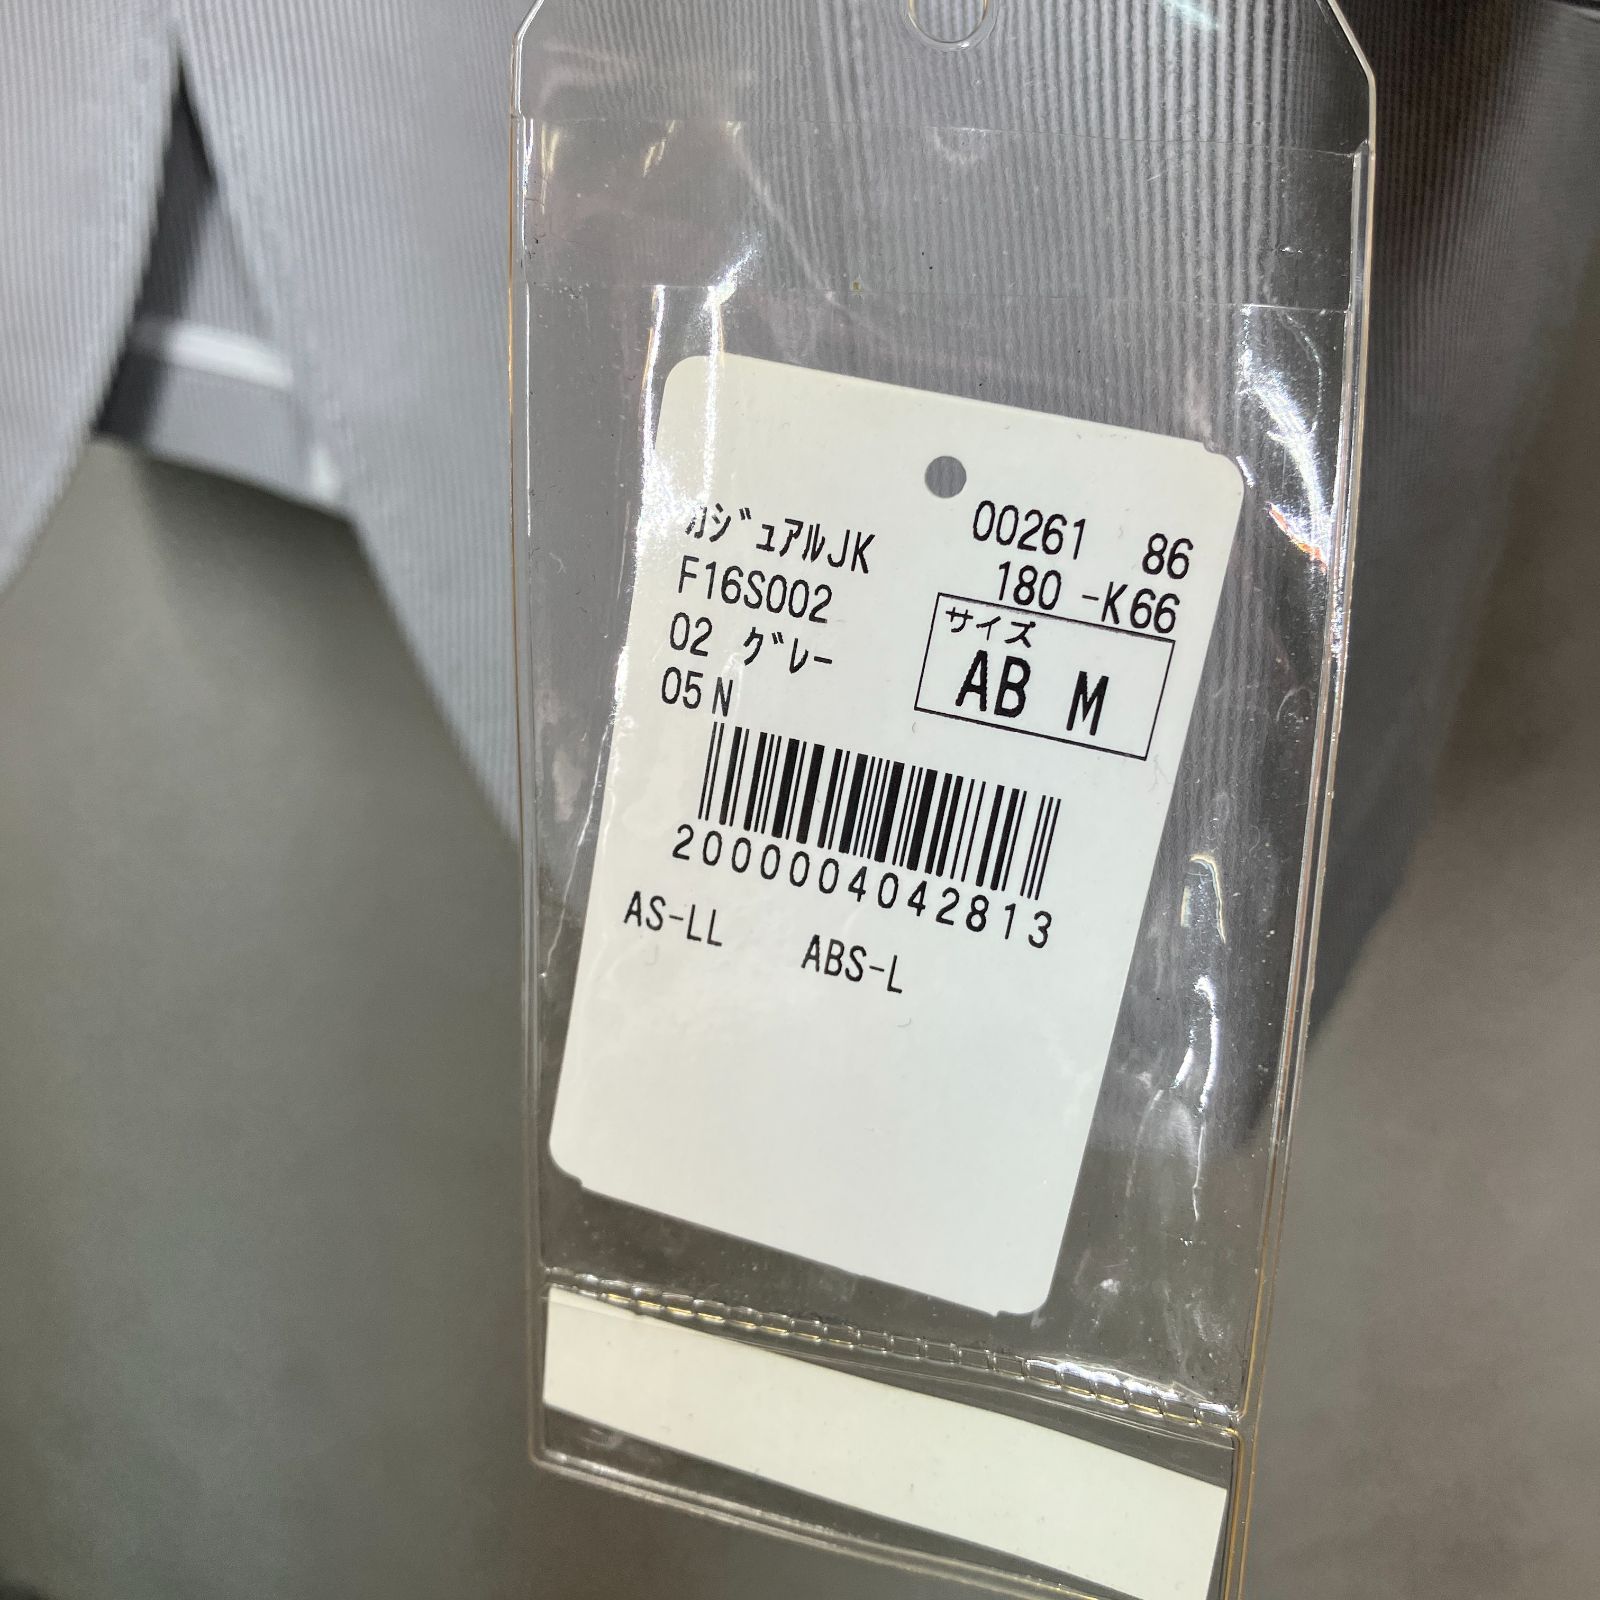 00261 86
ｶｼﾞｭｱﾙJK
180 -K66
F16S002
サイズ
02 ｸﾞﾚｰ
AB M
05 N
2000004042813
AS-LL ABS-L